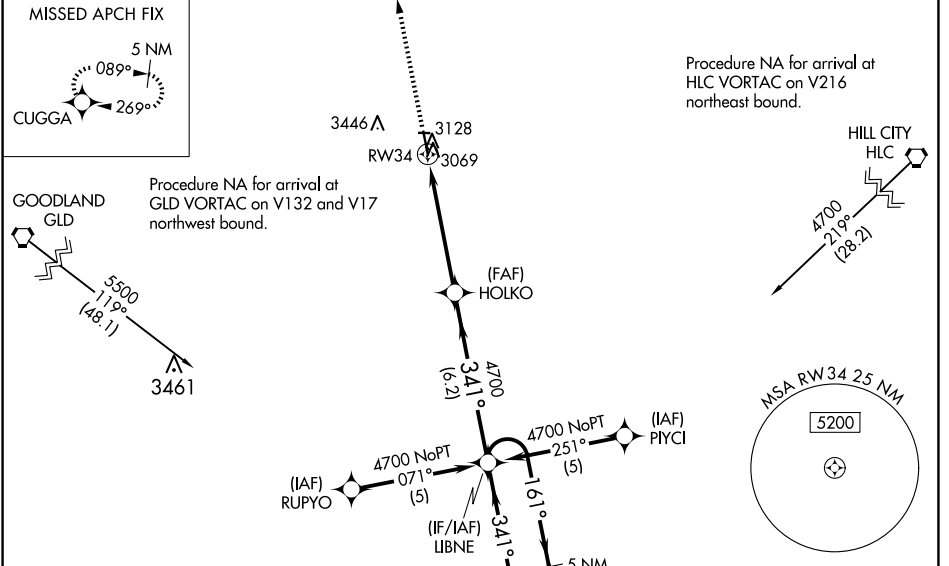 MISSED APCH FIX
5 NM
089°
269°
CUGGA
Procedure NA for arrival at
HLC VORTAC on V216
northeast bound.
HILL CITY
HLC
4700
219°
(28.2)
3446
3128
RW34
3069
Procedure NA for arrival at
GLD VORTAC on V132 and V17
northwest bound.
GOODLAND
GLD
5500
119°
(48.1)
3461
(FAF)
HOLKO
4700
341°
(6.2)
MSA RW34 25 NM
5200
(IAF)
PIYCI
4700 NoPT
251°
(5)
4700 NoPT
071°
(5)
(IAF)
RUPYO
(IF/IAF)
LIBNE
341°
161°
5 NM